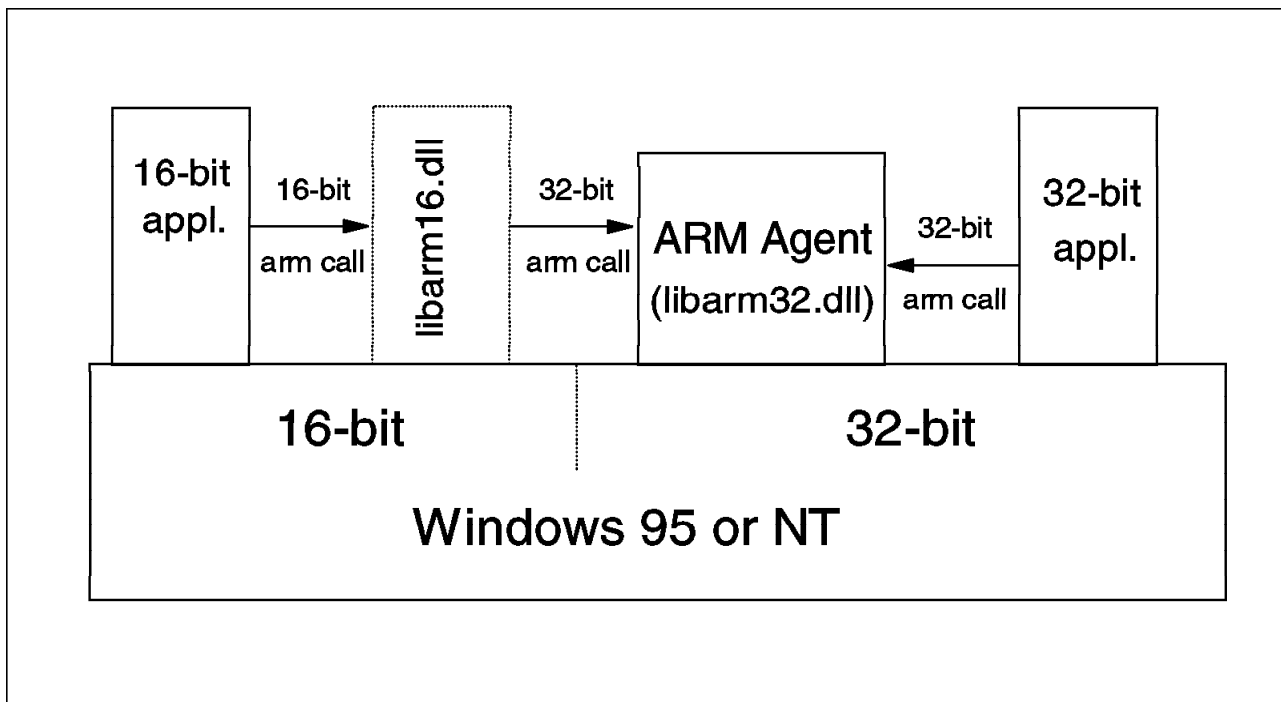 16-bit
appl.
16-bit
arm call
libarm16.dll
32-bit
arm call
ARM Agent
(libarm32.dll)
32-bit
arm call
32-bit
appl.
16-bit
32-bit
Windows 95 or NT